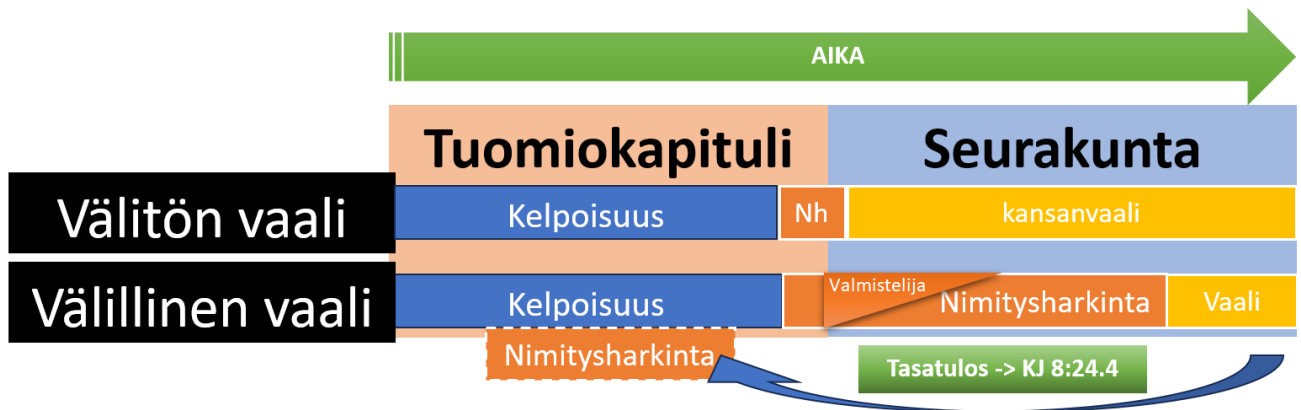 AIKA
Tuomiokapituli
Seurakunta
Välitön vaali
Kelpoisuus
Nh
kansanvaali
Välillinen vaali
Kelpoisuus
Valmistelija
Nimitysharkinta
Vaali
Nimitysharkinta
Tasatulos -> KJ 8:24.4